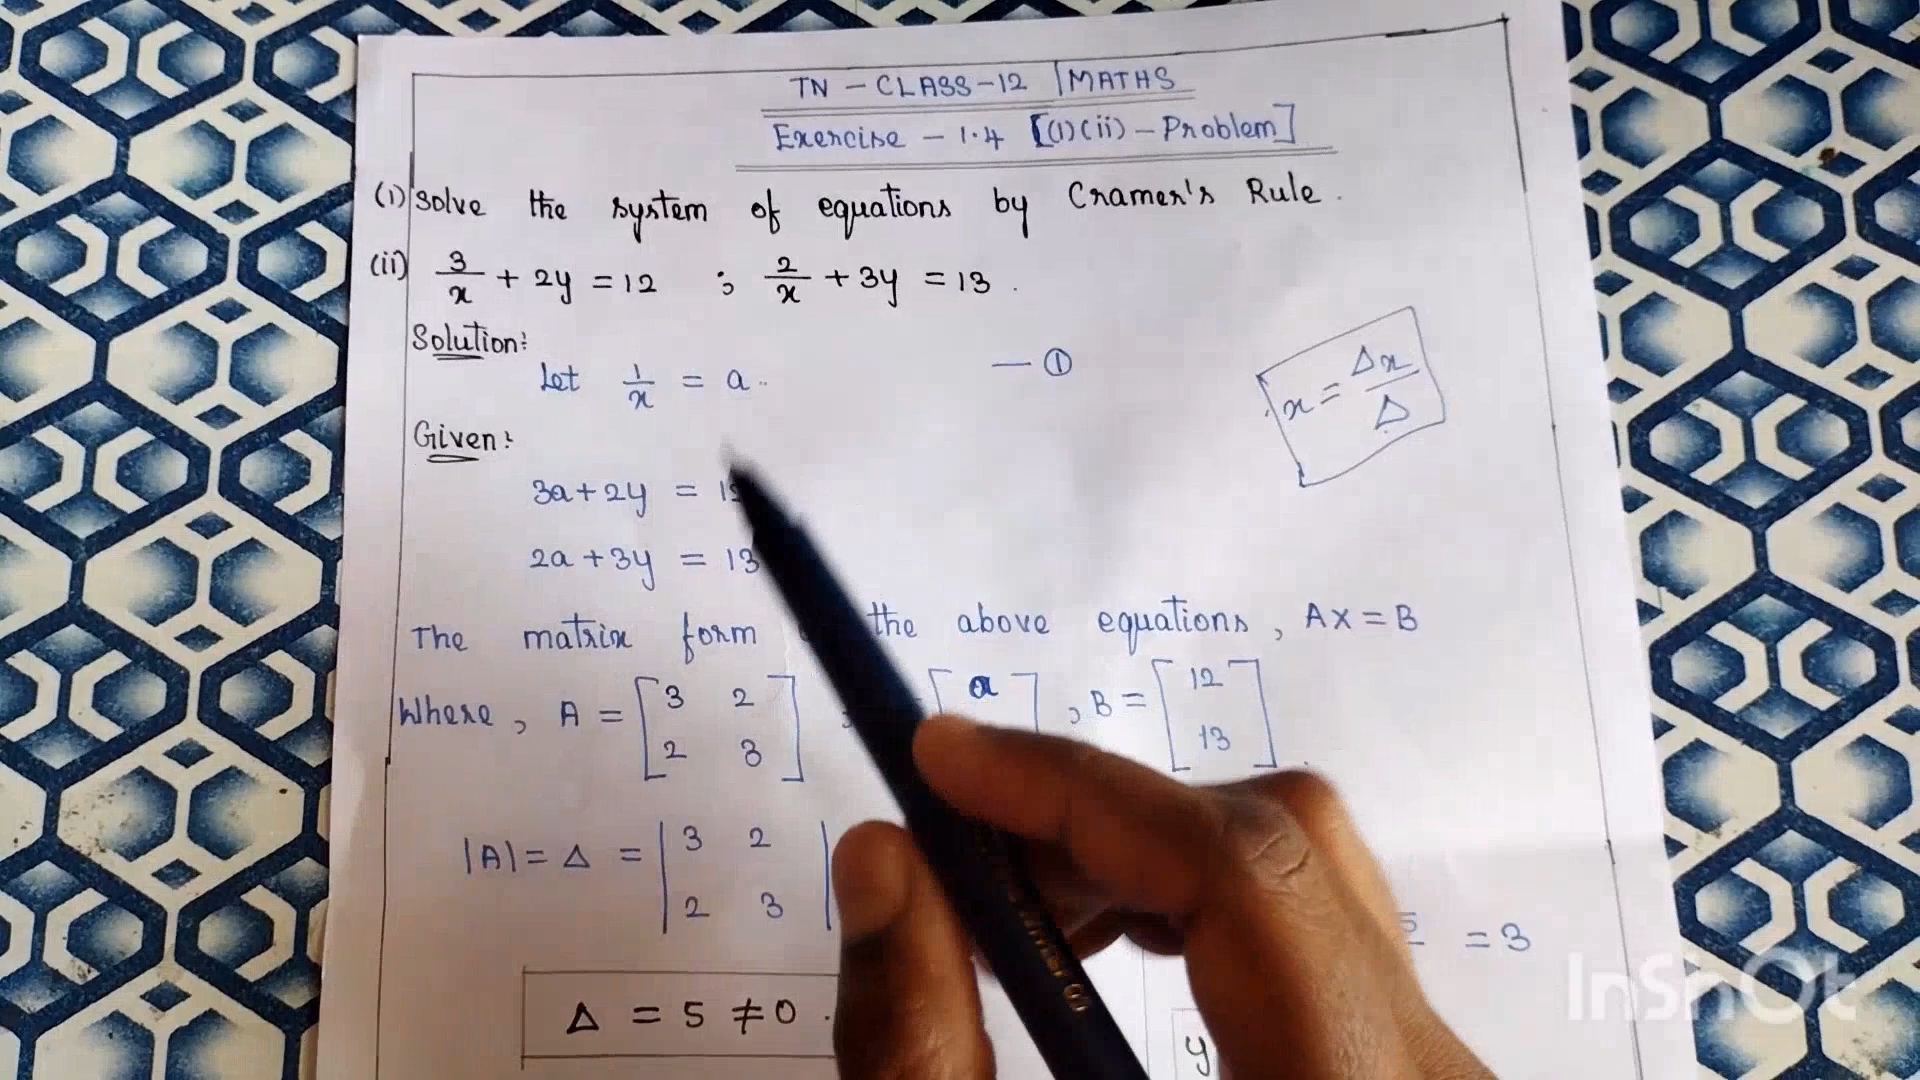 TN - CLASS-12 | MATHS
Exercise - 1.4 [(1)(ii) - Problem]
(1) Solve the system of equations by Cramer's Rule.
(ii) 3/x + 2y = 12 ; 2/x + 3y = 13.
Solution:
Let 1/x = a.. — ①
x = Δx/Δ
Given:
3a + 2y =
2a + 3y = 13
The matrix form the above equations, AX = B
Where, A = [3 2 / 2 3] [a , B = [12 / 13].
|A| = Δ = |3 2 / 2 3|
= 3
Δ = 5 ≠ 0.
y
InShOt